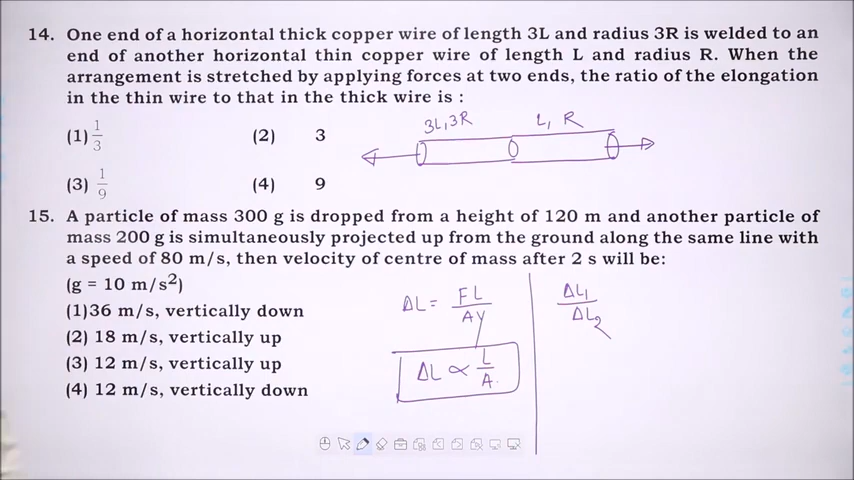 14. One end of a horizontal thick copper wire of length 3L and radius 3R is welded to an
end of another horizontal thin copper wire of length L and radius R. When the
arrangement is stretched by applying forces at two ends, the ratio of the elongation
in the thin wire to that in the thick wire is :
3L, 3R L, R
(1) 1/3 (2) 3
(3) 1/9 (4) 9
15. A particle of mass 300 g is dropped from a height of 120 m and another particle of
mass 200 g is simultaneously projected up from the ground along the same line with
a speed of 80 m/s, then velocity of centre of mass after 2 s will be:
(g = 10 m/s²)
(1)36 m/s, vertically down
(2) 18 m/s, vertically up
(3) 12 m/s, vertically up
(4) 12 m/s, vertically down
ΔL = FL/AY
ΔL ∝ L/A
ΔL₁/ΔL₂